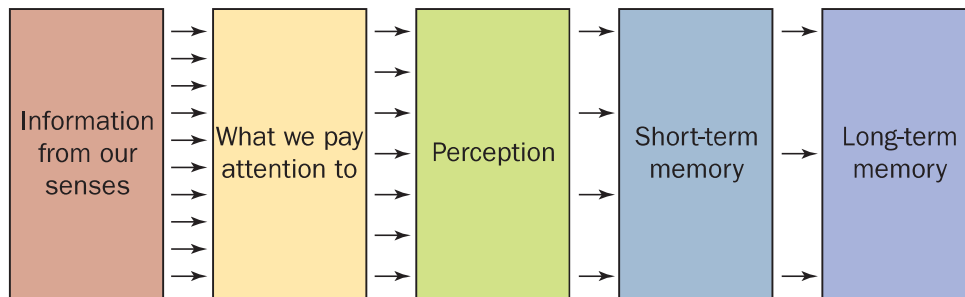 Information
from our
senses
What we pay
attention to
Perception
Short-term
memory
Long-term
memory